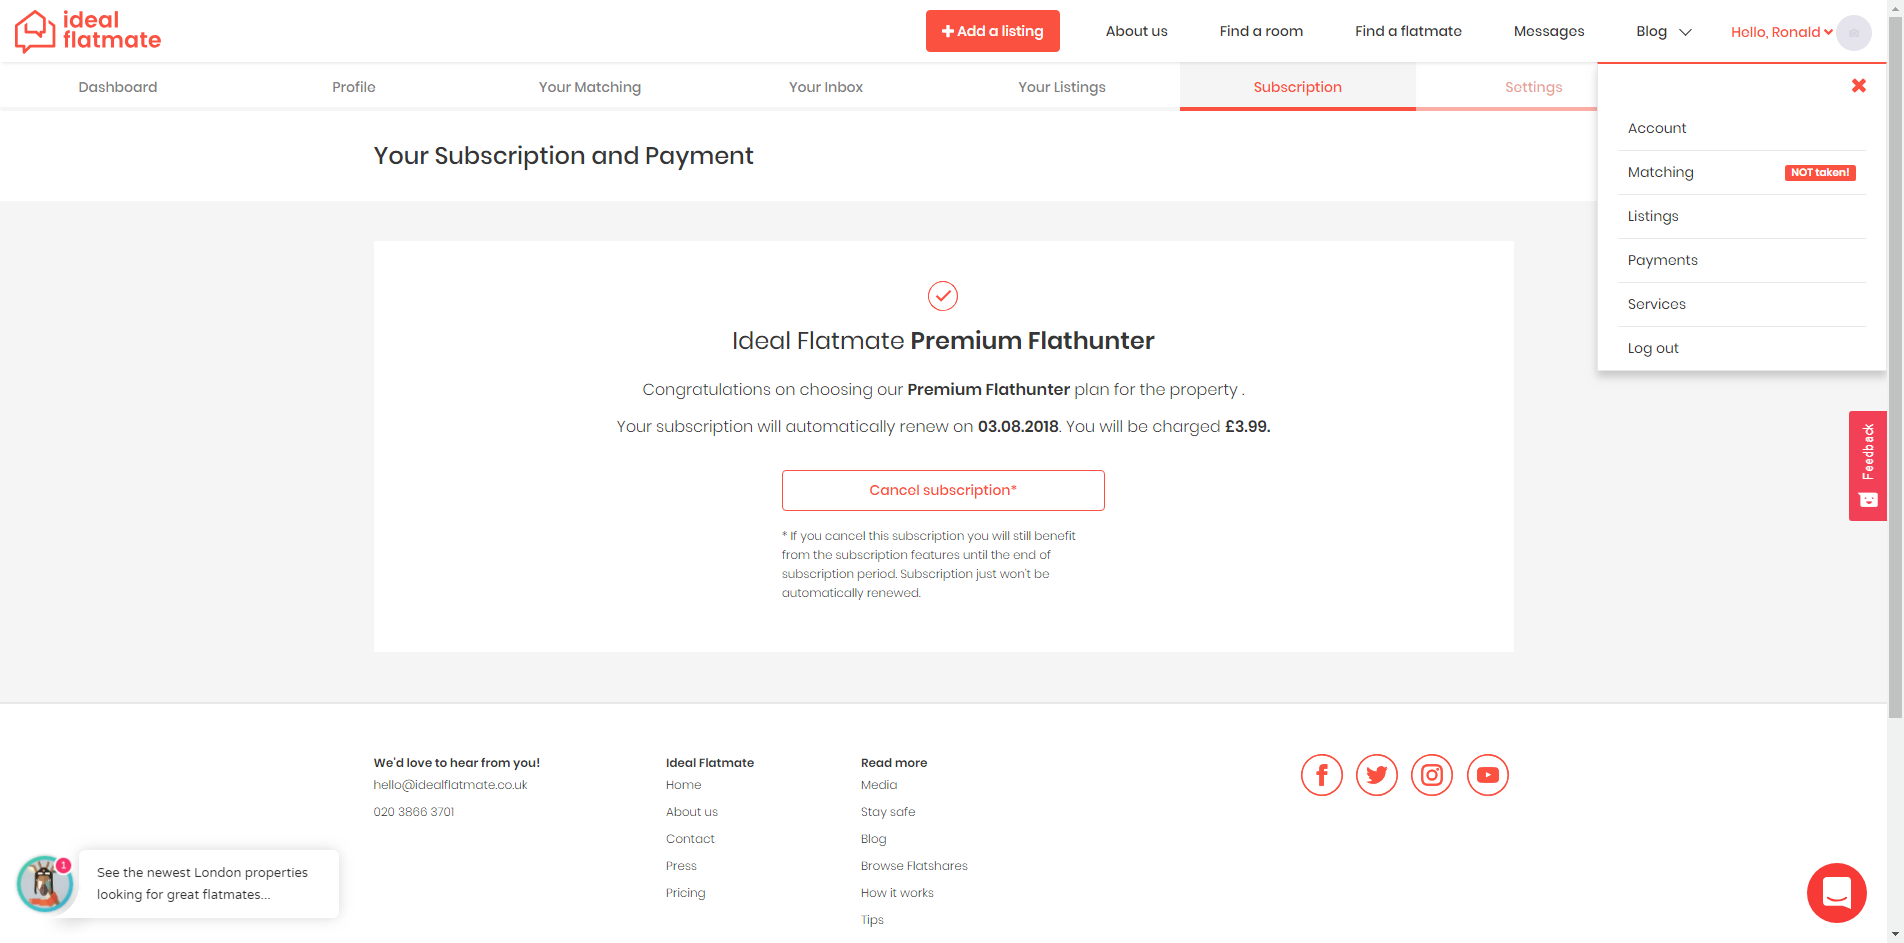 ideal
flatmate
Add a listing
About us
Find a room
Find a flatmate
Messages
Blog
Hello, Ronald
Dashboard
Profile
Your Matching
Your Inbox
Your Listings
Subscription
Settings
Account
Matching
NOT taken!
Listings
Payments
Services
Log out
Your Subscription and Payment
Ideal Flatmate Premium Flathunter
Congratulations on choosing our Premium Flathunter plan for the property .
Your subscription will automatically renew on 03.08.2018. You will be charged £3.99.
Cancel subscription*
* If you cancel this subscription you will still benefit
from the subscription features until the end of
subscription period. Subscription just won't be
automatically renewed.
Feedback
We'd love to hear from you!
hello@idealflatmate.co.uk
020 3866 3701
Ideal Flatmate
Home
About us
Contact
Press
Pricing
Read more
Media
Stay safe
Blog
Browse Flatshares
How it works
Tips
1
See the newest London properties
looking for great flatmates...